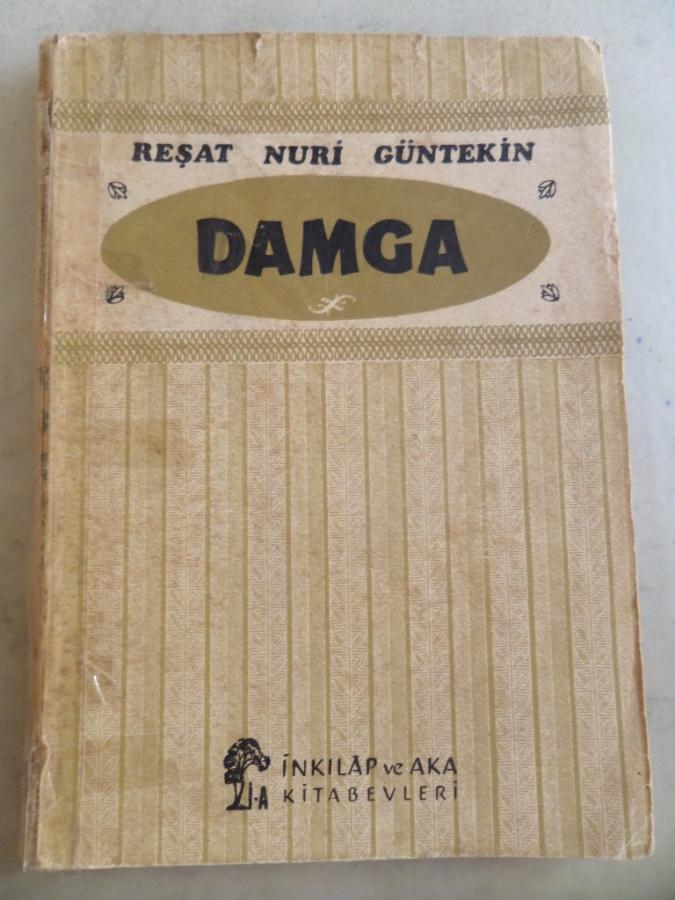 REŞAT NURİ GÜNTEKİN
DAMGA
İNKILÂP ve AKA
İ-A KİTABEVLERİ